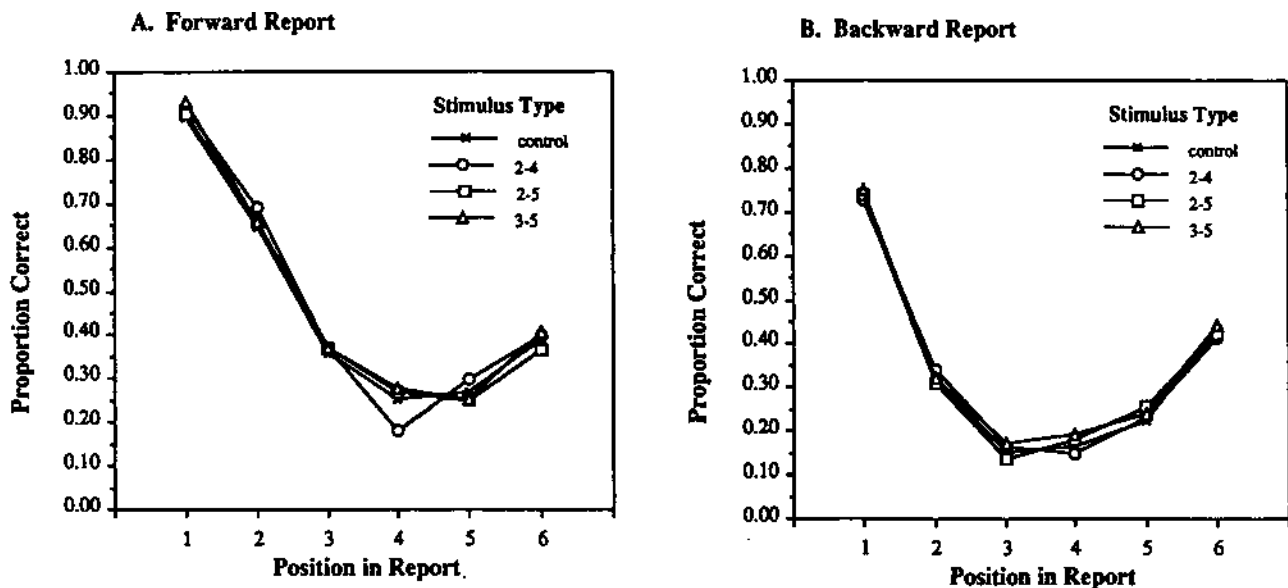 A. Forward Report
1.00
0.90
0.80
0.70
0.60
0.50
0.40
0.30
0.20
0.10
0.00
Proportion Correct
Stimulus Type
control
2-4
2-5
3-5
1 2 3 4 5 6
Position in Report.
B. Backward Report
1.00
0.90
0.80
0.70
0.60
0.50
0.40
0.30
0.20
0.10
0.00
Proportion Correct
Stimulus Type
control
2-4
2-5
3-5
1 2 3 4 5 6
Position in Report